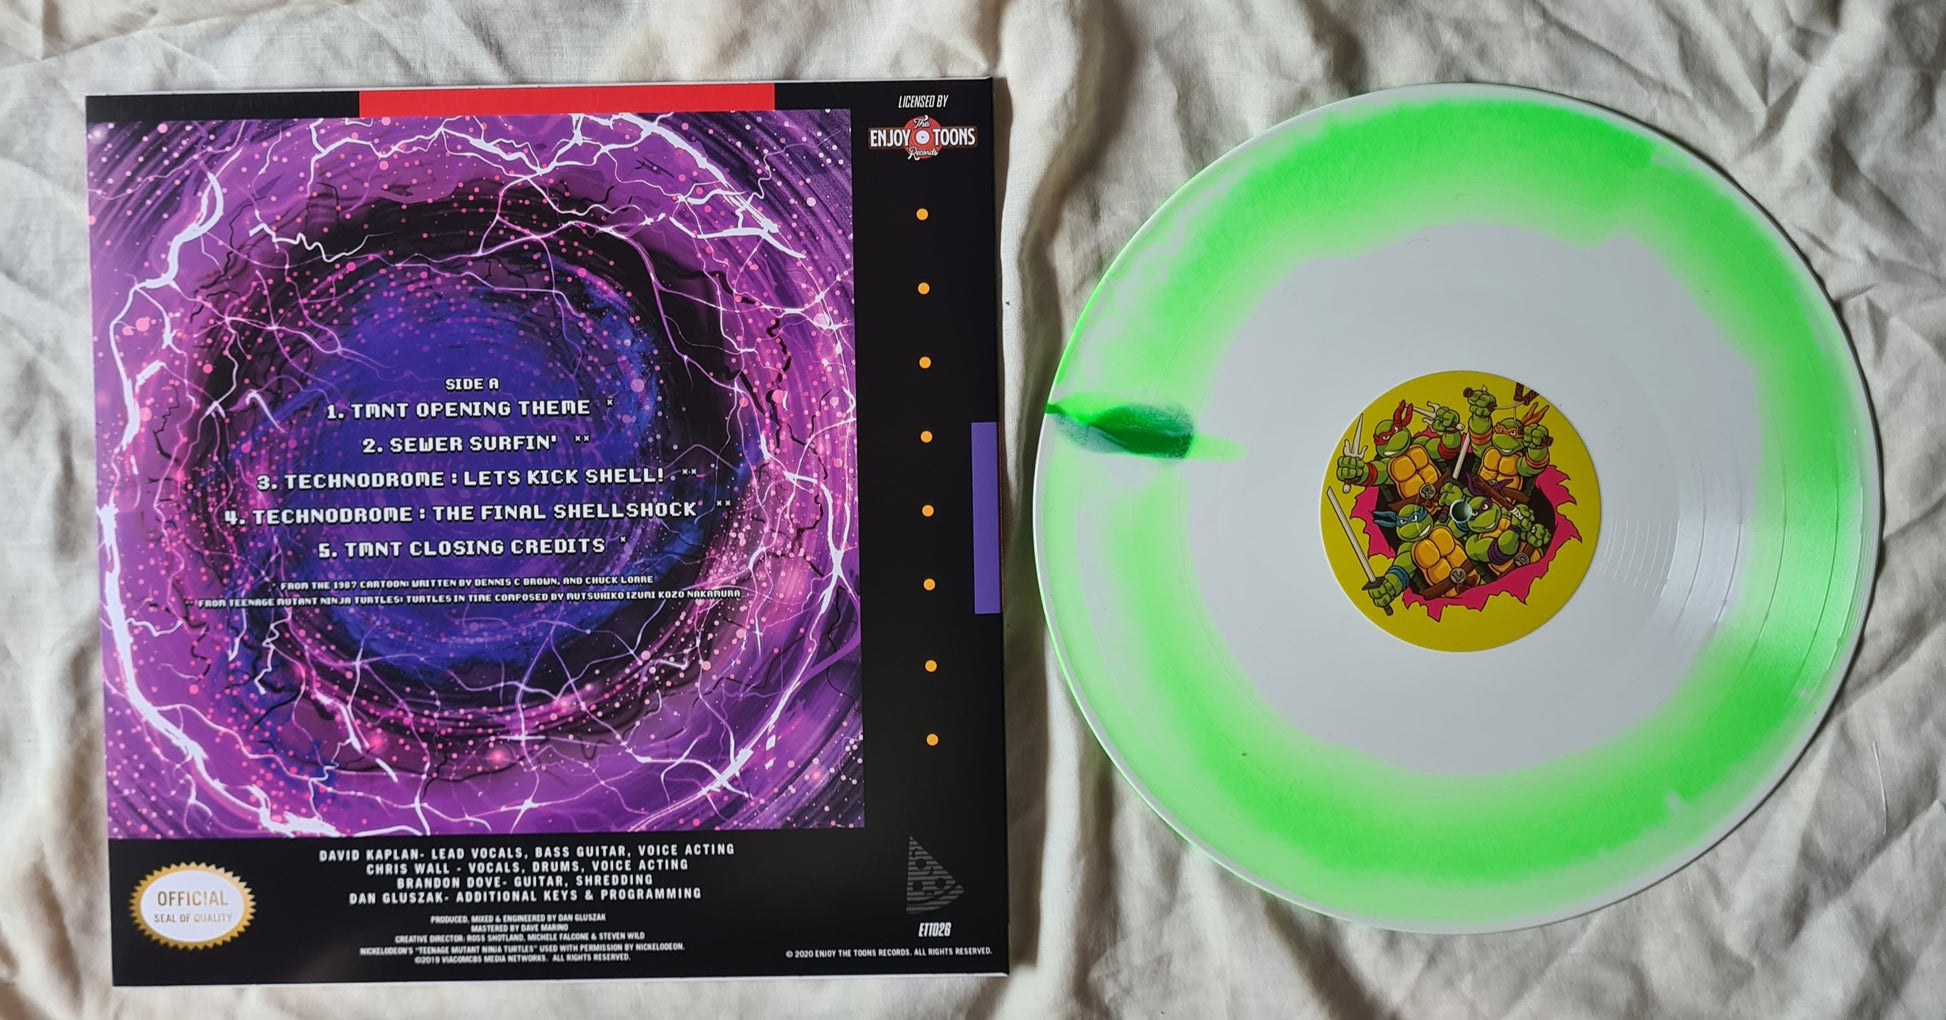 LICENSED BY
The
ENJOY TOONS
Records
SIDE A
1. TMNT OPENING THEME *
2. SEWER SURFIN' **
3. TECHNODROME : LETS KICK SHELL! **
4. TECHNODROME : THE FINAL SHELLSHOCK **
5. TMNT CLOSING CREDITS *
* FROM THE 1987 CARTOON: WRITTEN BY DENNIS C BROWN, AND CHUCK LORRE
** FROM TEENAGE MUTANT NINJA TURTLES: TURTLES IN TIME COMPOSED BY MUTSUHIKO IZUMI KOZO NAKAMURA
DAVID KAPLAN- LEAD VOCALS, BASS GUITAR, VOICE ACTING
CHRIS WALL - VOCALS, DRUMS, VOICE ACTING
BRANDON DOVE- GUITAR, SHREDDING
DAN GLUSZAK- ADDITIONAL KEYS & PROGRAMMING
PRODUCED, MIXED & ENGINEERED BY DAN GLUSZAK
MASTERED BY DAVE MARINO
CREATIVE DIRECTOR: ROSS SHOTLAND, MICHELE FALCONE & STEVEN WILD
NICKELODEON'S "TEENAGE MUTANT NINJA TURTLES" USED WITH PERMISSION BY NICKELODEON.
©2019 VIACOMCBS MEDIA NETWORKS. ALL RIGHTS RESERVED.
OFFICIAL
SEAL OF QUALITY
ETT026
© 2020 ENJOY THE TOONS RECORDS. ALL RIGHTS RESERVED.